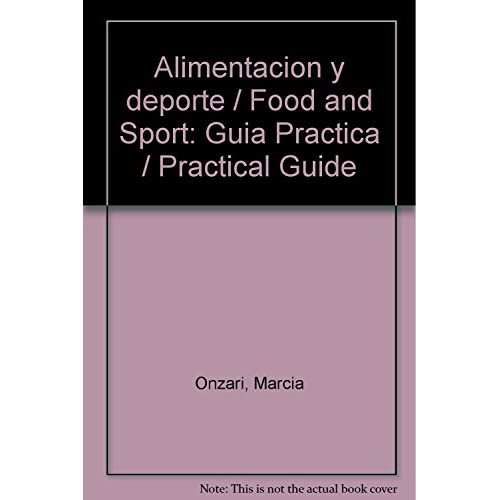 Alimentacion y
deporte / Food and
Sport: Guia Practica
/ Practical Guide
Onzari, Marcia
Note: This is not the actual book cover